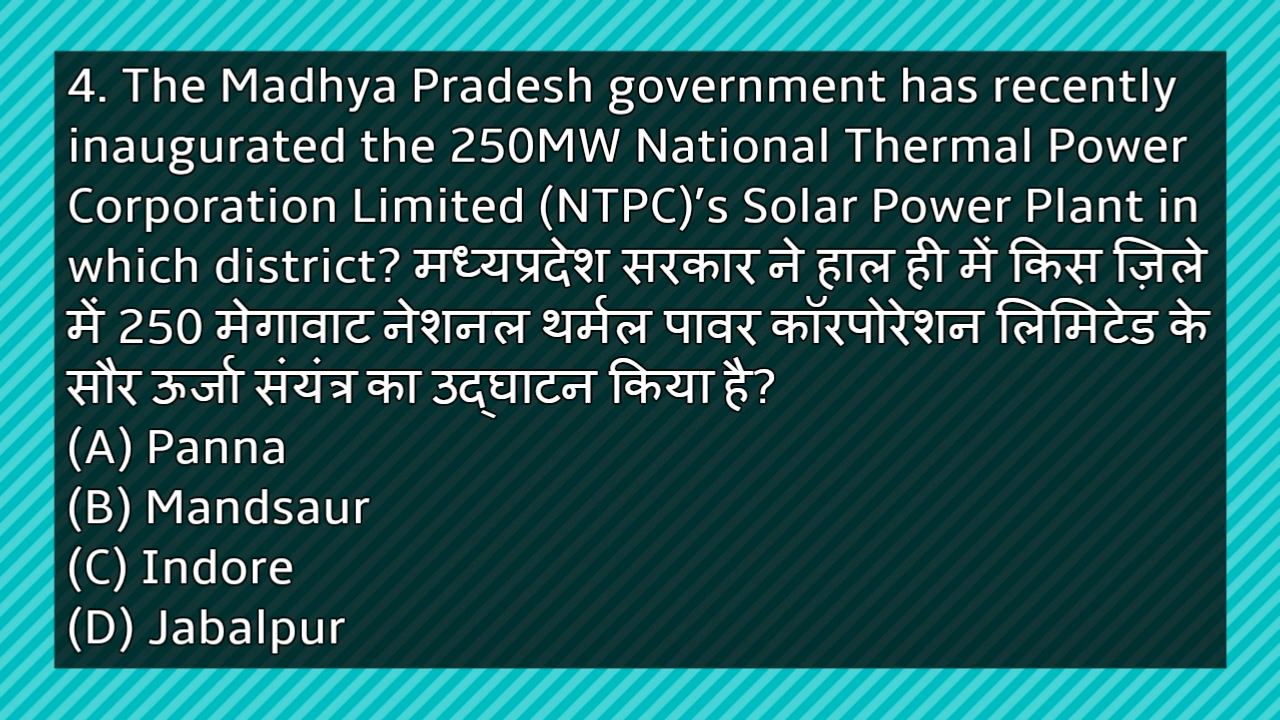 4. The Madhya Pradesh government has recently
inaugurated the 250MW National Thermal Power
Corporation Limited (NTPC)’s Solar Power Plant in
which district? मध्यप्रदेश सरकार ने हाल ही में किस ज़िले
में 250 मेगावाट नेशनल थर्मल पावर कॉरपोरेशन लिमिटेड के
सौर ऊर्जा संयंत्र का उद्घाटन किया है?
(A) Panna
(B) Mandsaur
(C) Indore
(D) Jabalpur